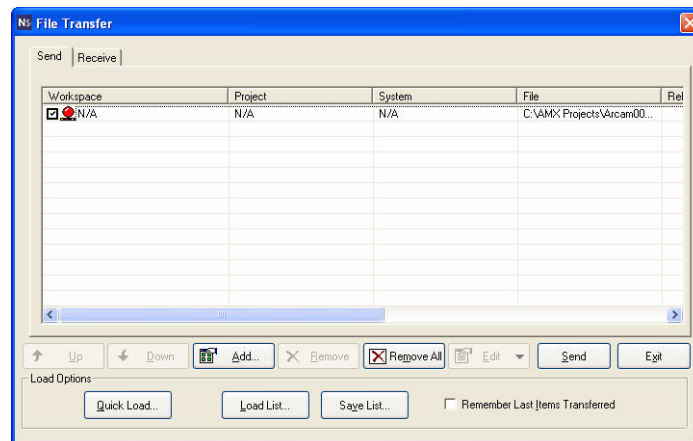 NS File Transfer
Send Receive
Workspace Project System File Rel
N/A N/A N/A C:\AMX Projects\Arcam00...
Up Down Add... Remove Remove All Edit Send Exit
Load Options
Quick Load... Load List... Save List... Remember Last Items Transferred